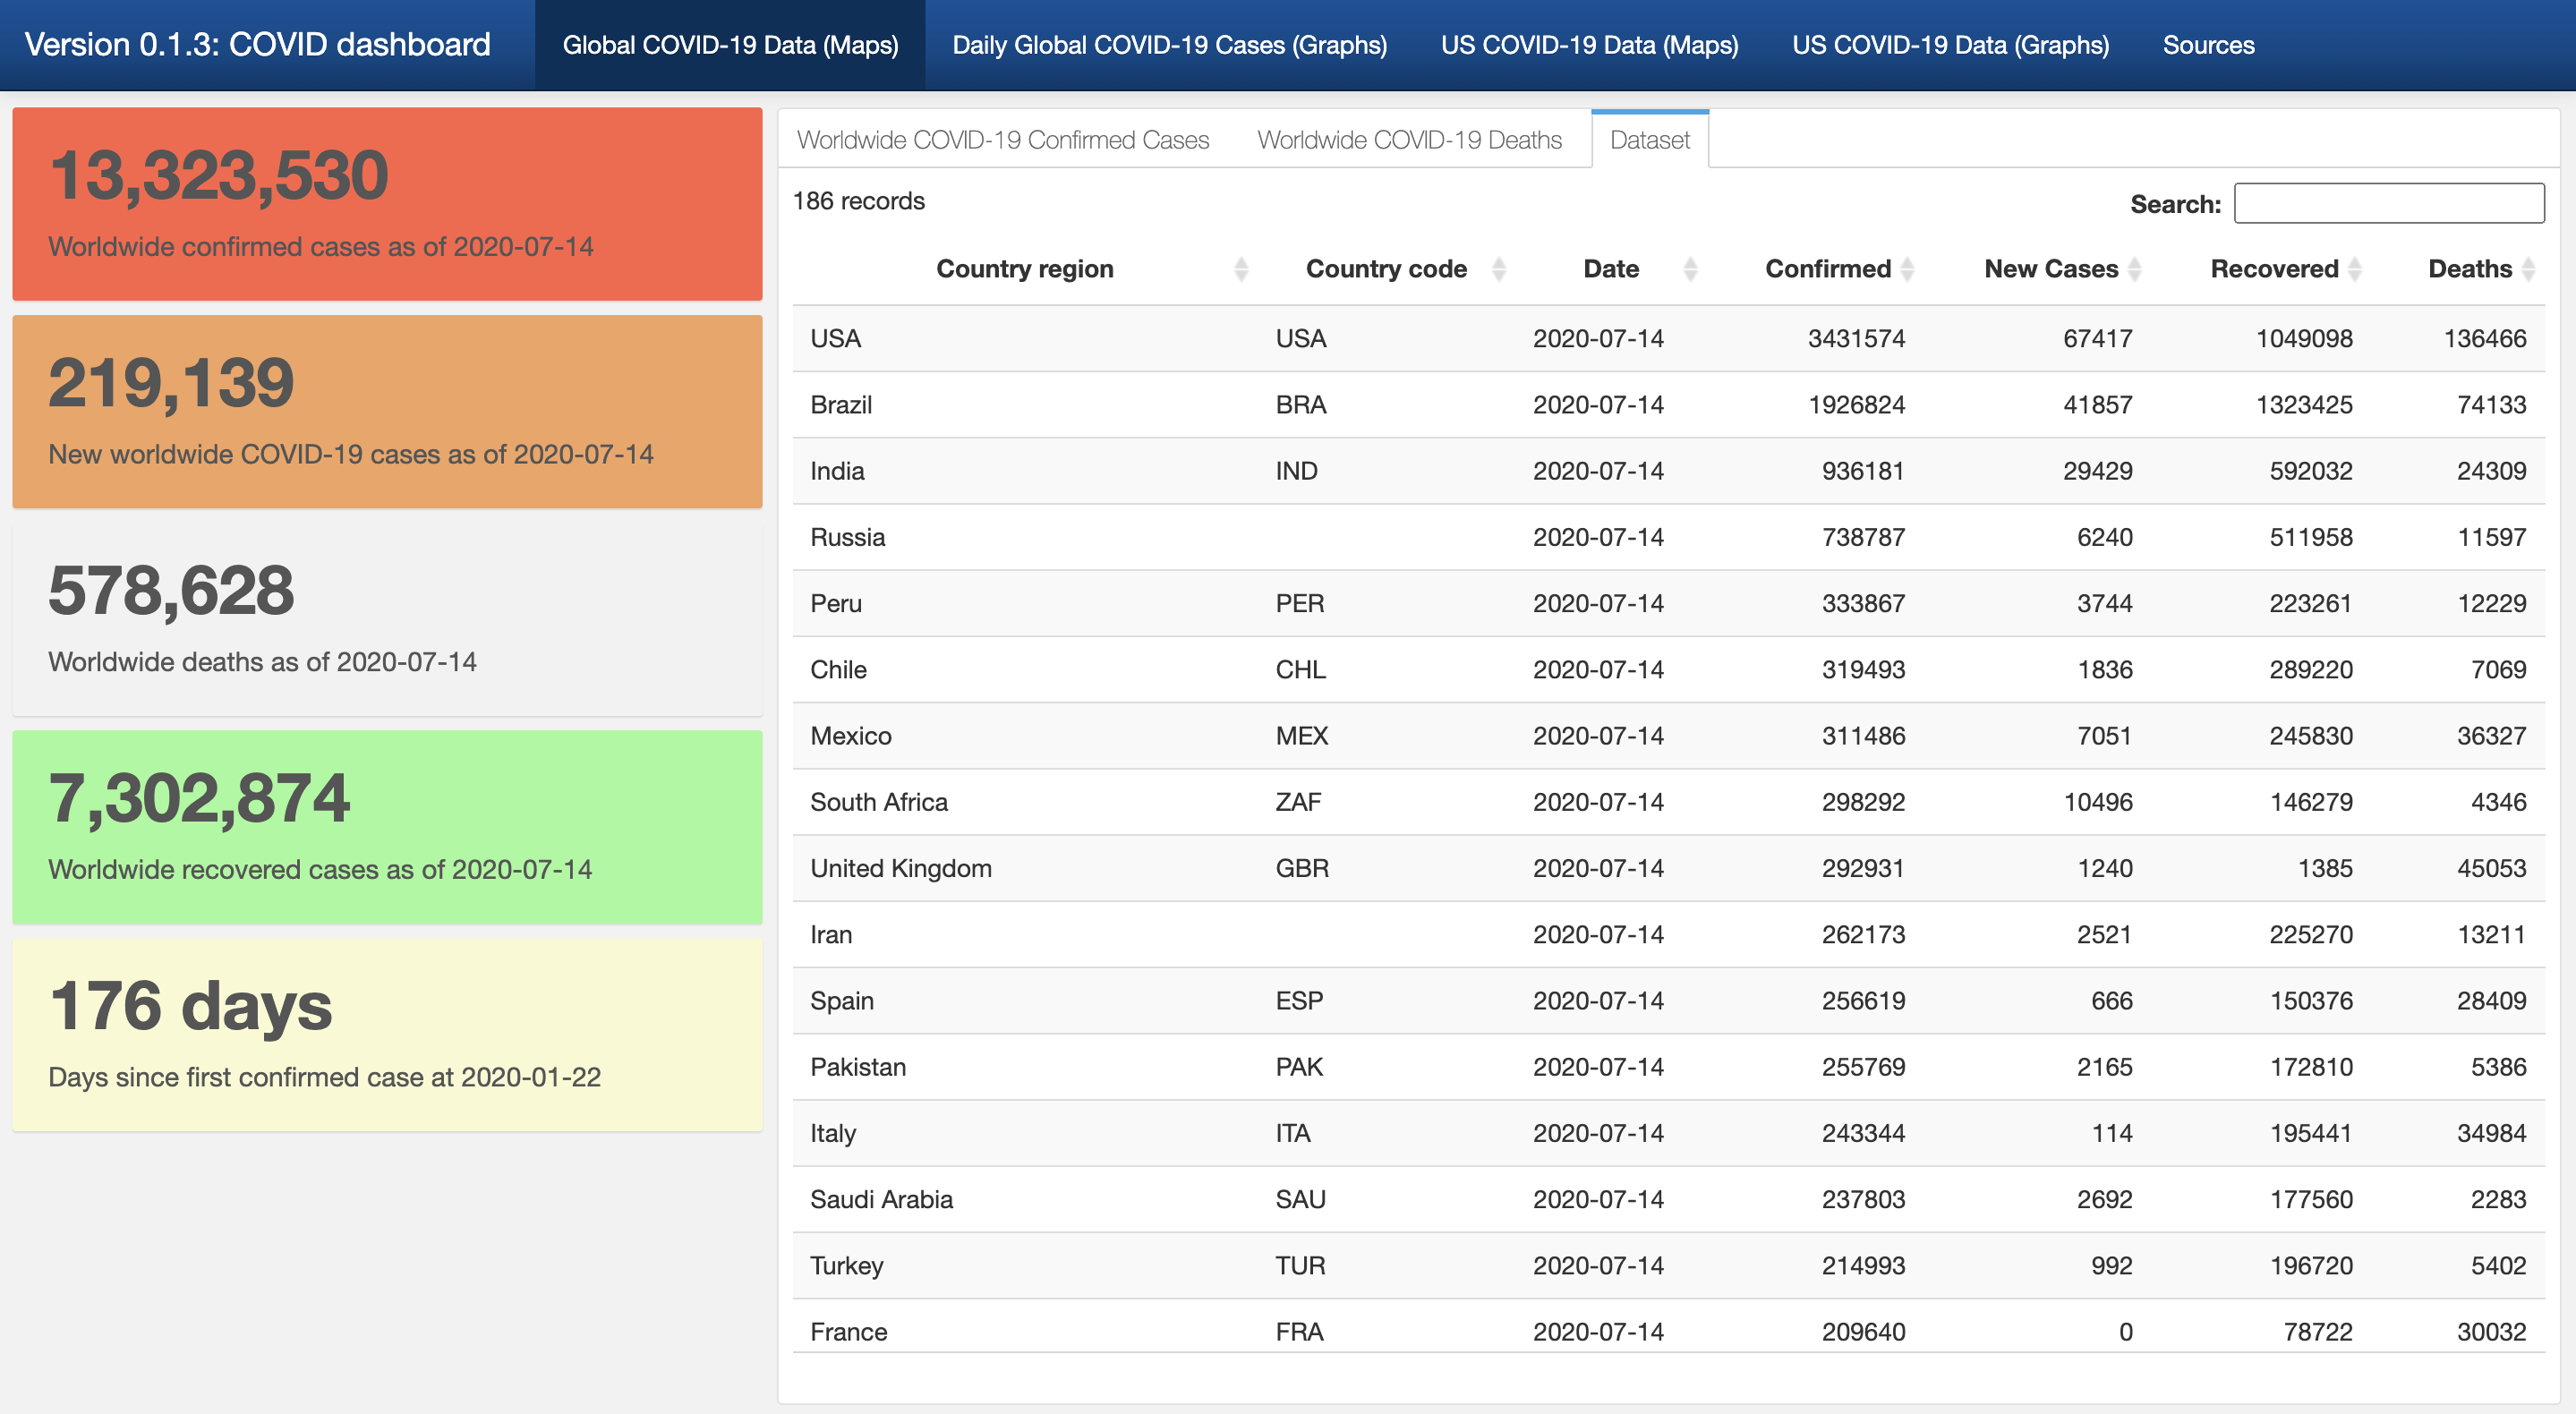 Version 0.1.3: COVID dashboard Global COVID-19 Data (Maps) Daily Global COVID-19 Cases (Graphs) US COVID-19 Data (Maps) US COVID-19 Data (Graphs) Sources
13,323,530
Worldwide confirmed cases as of 2020-07-14
219,139
New worldwide COVID-19 cases as of 2020-07-14
578,628
Worldwide deaths as of 2020-07-14
7,302,874
Worldwide recovered cases as of 2020-07-14
176 days
Days since first confirmed case at 2020-01-22
Worldwide COVID-19 Confirmed Cases Worldwide COVID-19 Deaths Dataset
186 records Search:
Country region Country code Date Confirmed New Cases Recovered Deaths
USA USA 2020-07-14 3431574 67417 1049098 136466
Brazil BRA 2020-07-14 1926824 41857 1323425 74133
India IND 2020-07-14 936181 29429 592032 24309
Russia 2020-07-14 738787 6240 511958 11597
Peru PER 2020-07-14 333867 3744 223261 12229
Chile CHL 2020-07-14 319493 1836 289220 7069
Mexico MEX 2020-07-14 311486 7051 245830 36327
South Africa ZAF 2020-07-14 298292 10496 146279 4346
United Kingdom GBR 2020-07-14 292931 1240 1385 45053
Iran 2020-07-14 262173 2521 225270 13211
Spain ESP 2020-07-14 256619 666 150376 28409
Pakistan PAK 2020-07-14 255769 2165 172810 5386
Italy ITA 2020-07-14 243344 114 195441 34984
Saudi Arabia SAU 2020-07-14 237803 2692 177560 2283
Turkey TUR 2020-07-14 214993 992 196720 5402
France FRA 2020-07-14 209640 0 78722 30032